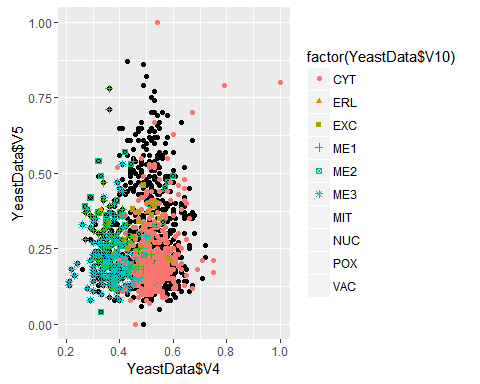 1.00
0.75
0.50
0.25
0.00
YeastData$V5
0.2
0.4
0.6
0.8
1.0
YeastData$V4
factor(YeastData$V10)
CYT
ERL
EXC
ME1
ME2
ME3
MIT
NUC
POX
VAC